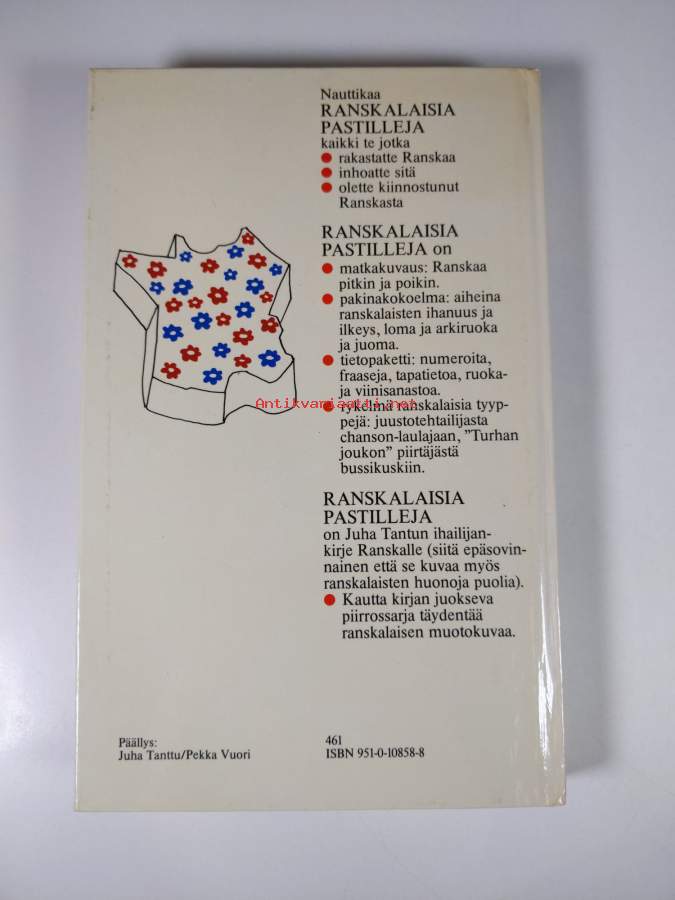 Nauttikaa
RANSKALAISIA
PASTILLEJA
kaikki te jotka
● rakastatte Ranskaa
● inhoatte sitä
● olette kiinnostunut
Ranskasta
RANSKALAISIA
PASTILLEJA on
● matkakuvaus: Ranskaa
pitkin ja poikin.
● pakinakokoelma: aiheina
ranskalaisten ihanuus ja
ilkeys, loma ja arkiruoka
ja juoma.
● tietopaketti: numeroita,
fraaseja, tapatietoa, ruoka-
ja viinisanastoa.
Antikvariaatti.net
● rykelmä ranskalaisia tyyp-
pejä: juustotehtailijasta
chanson-laulajaan, ”Turhan
joukon” piirtäjästä
bussikuskiin.
RANSKALAISIA
PASTILLEJA
on Juha Tantun ihailijan-
kirje Ranskalle (siitä epäsovin-
nainen että se kuvaa myös
ranskalaisten huonoja puolia).
● Kautta kirjan juokseva
piirrossarja täydentää
ranskalaisen muotokuvaa.
Päällys:
Juha Tanttu/Pekka Vuori
461
ISBN 951-0-10858-8